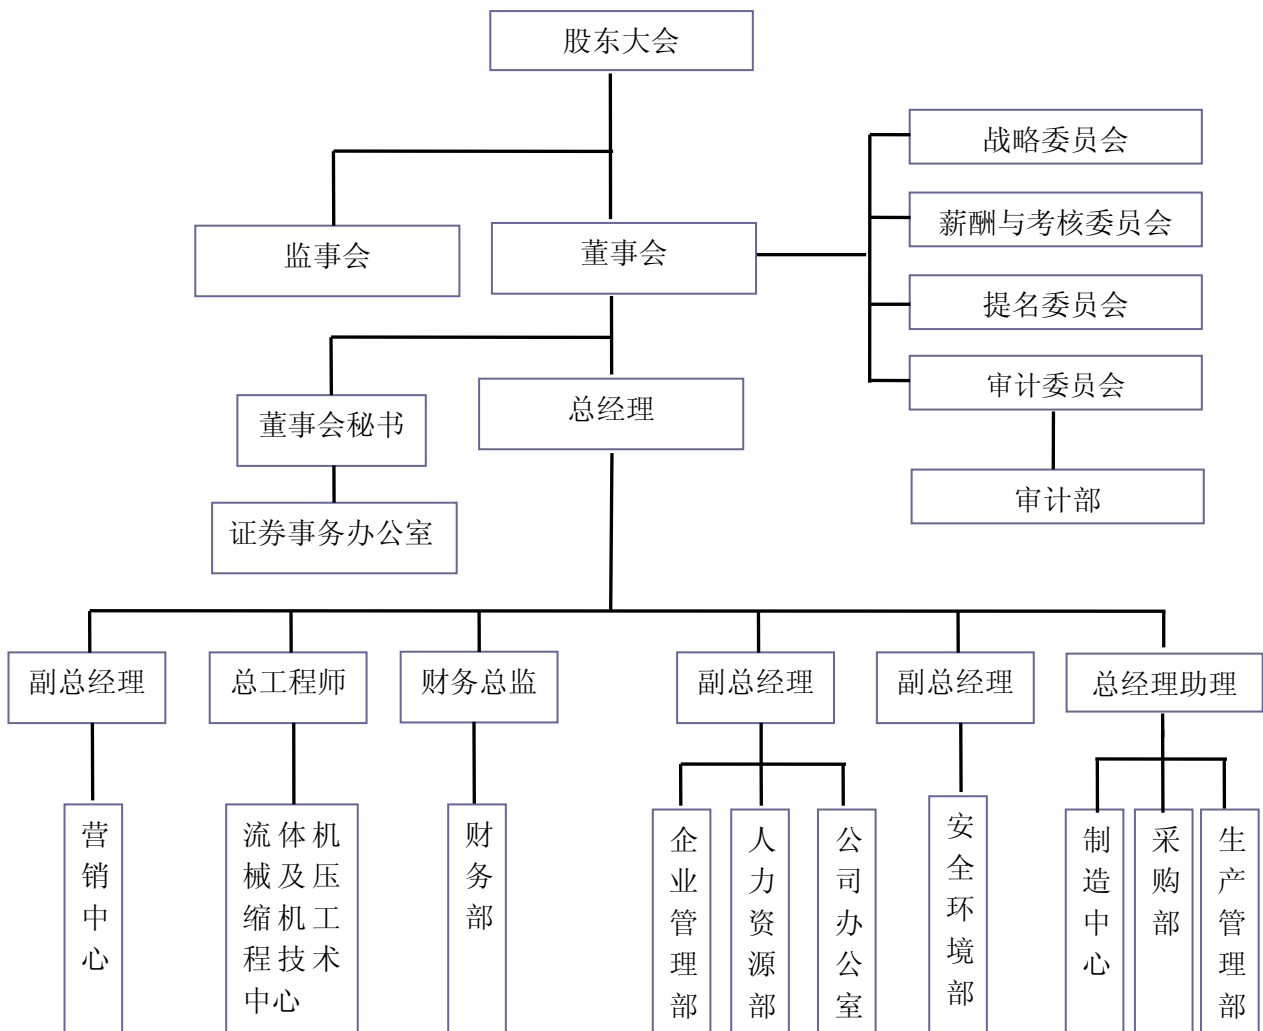 股东大会
战略委员会
薪酬与考核委员会
监事会
董事会
提名委员会
审计委员会
董事会秘书
总经理
审计部
证券事务办公室
副总经理
总工程师
财务总监
副总经理
副总经理
总经理助理
营销中心
流体机
械及压
缩机工
程技术
中心
财务部
企业管理部
人力资源部
公司办公室
安全环境部
制造中心
采购部
生产管理部